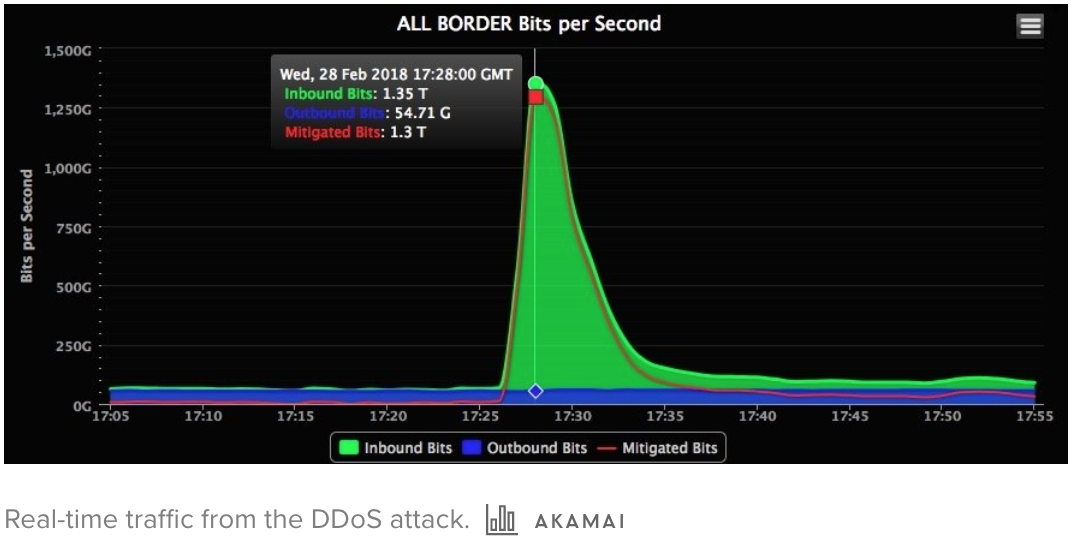 ALL BORDER Bits per Second
1,500G
1,250G
1,000G
750G
500G
250G
0G
Bits per Second
Wed, 28 Feb 2018 17:28:00 GMT
Inbound Bits: 1.35 T
Outbound Bits: 54.71 G
Mitigated Bits: 1.3 T
17:05 17:10 17:15 17:20 17:25 17:30 17:35 17:40 17:45 17:50 17:55
Inbound Bits Outbound Bits Mitigated Bits
Real-time traffic from the DDoS attack. AKAMAI